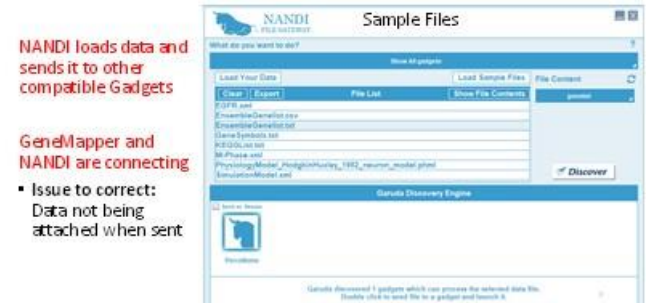 NANDI loads data and
sends it to other
compatible Gadgets
GeneMapper and
NANDI are connecting
▪ Issue to correct:
Data not being
attached when sent
NANDI
FILE GATEWAY
Sample Files
What do you want to do?
?
Show All gadgets
Load Your Data
Load Sample Files
File Content
Clear
Export
File List
Show File Contents
genelist
EGFR.xml
EnsembleGenelist.csv
EnsembleGenelist.txt
GeneSymbols.txt
KEGGList.txt
M-Phase.xml
PhysiologyModel_HodgkinHuxley_1952_neuron_model.phml
SimulationModel.xml
Discover
Garuda Discovery Engine
Garuda discovered 1 gadgets which can process the selected data file.
Double click to send file to a gadget and launch it.